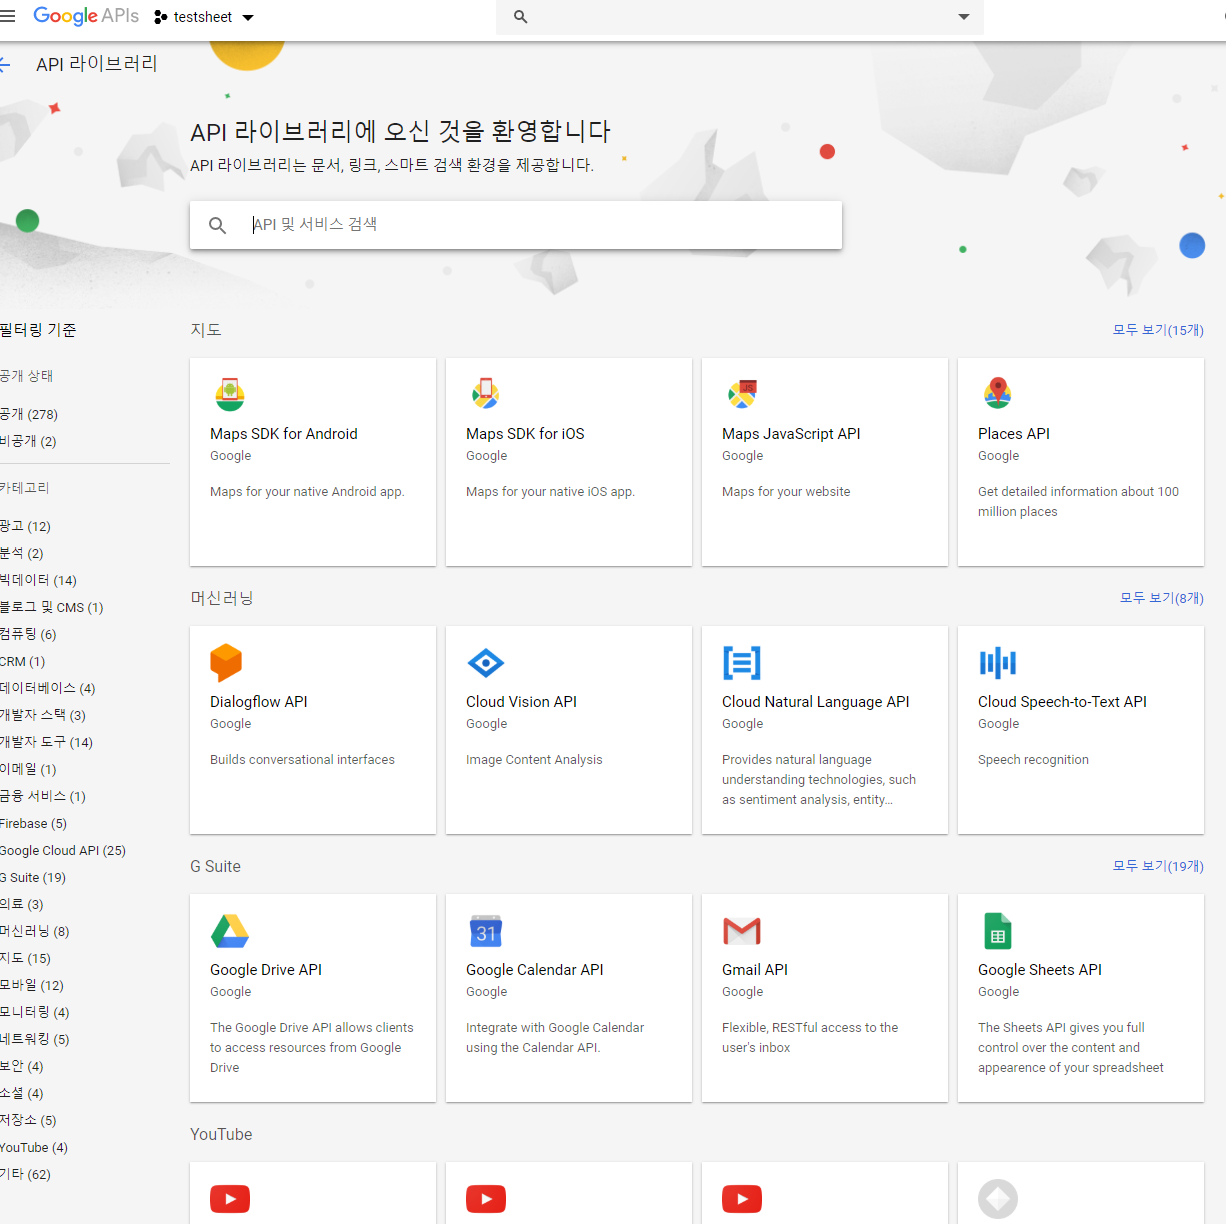 Google APIs
testsheet
API 라이브러리
API 라이브러리에 오신 것을 환영합니다
API 라이브러리는 문서, 링크, 스마트 검색 환경을 제공합니다.
API 및 서비스 검색
필터링 기준
공개 상태
공개 (278)
비공개 (2)
카테고리
광고 (12)
분석 (2)
빅데이터 (14)
블로그 및 CMS (1)
컴퓨팅 (6)
CRM (1)
데이터베이스 (4)
개발자 스택 (3)
개발자 도구 (14)
이메일 (1)
금융 서비스 (1)
Firebase (5)
Google Cloud API (25)
G Suite (19)
의료 (3)
머신러닝 (8)
지도 (15)
모바일 (12)
모니터링 (4)
네트워킹 (5)
보안 (4)
소셜 (4)
저장소 (5)
YouTube (4)
기타 (62)
지도
모두 보기(15개)
Maps SDK for Android
Google
Maps for your native Android app.
Maps SDK for iOS
Google
Maps for your native iOS app.
JS
Maps JavaScript API
Google
Maps for your website
Places API
Google
Get detailed information about 100
million places
머신러닝
모두 보기(8개)
Dialogflow API
Google
Builds conversational interfaces
Cloud Vision API
Google
Image Content Analysis
Cloud Natural Language API
Google
Provides natural language
understanding technologies, such
as sentiment analysis, entity...
Cloud Speech-to-Text API
Google
Speech recognition
G Suite
모두 보기(19개)
Google Drive API
Google
The Google Drive API allows clients
to access resources from Google
Drive
31
Google Calendar API
Google
Integrate with Google Calendar
using the Calendar API.
Gmail API
Google
Flexible, RESTful access to the
user's inbox
Google Sheets API
Google
The Sheets API gives you full
control over the content and
appearence of your spreadsheet
YouTube